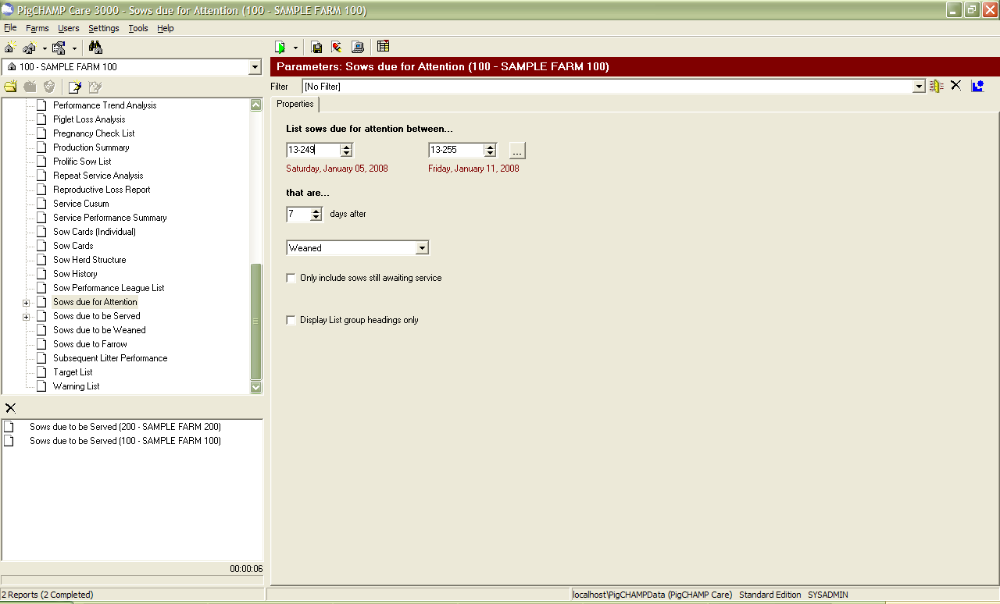 PigCHAMP Care 3000 - Sows due for Attention (100 - SAMPLE FARM 100)
File Farms Users Settings Tools Help
100 - SAMPLE FARM 100
Performance Trend Analysis
Piglet Loss Analysis
Pregnancy Check List
Production Summary
Prolific Sow List
Repeat Service Analysis
Reproductive Loss Report
Service Cusum
Service Performance Summary
Sow Cards (Individual)
Sow Cards
Sow Herd Structure
Sow History
Sow Performance League List
Sows due for Attention
Sows due to be Served
Sows due to be Weaned
Sows due to Farrow
Subsequent Litter Performance
Target List
Warning List
Sows due to be Served (200 - SAMPLE FARM 200)
Sows due to be Served (100 - SAMPLE FARM 100)
00:00:06
2 Reports (2 Completed)
Parameters: Sows due for Attention (100 - SAMPLE FARM 100)
Filter [No Filter]
Properties
List sows due for attention between...
13-249 13-255 ...
Saturday, January 05, 2008 Friday, January 11, 2008
that are...
7 days after
Weaned
Only include sows still awaiting service
Display List group headings only
localhost\PigCHAMPData (PigCHAMP Care) Standard Edition SYSADMIN